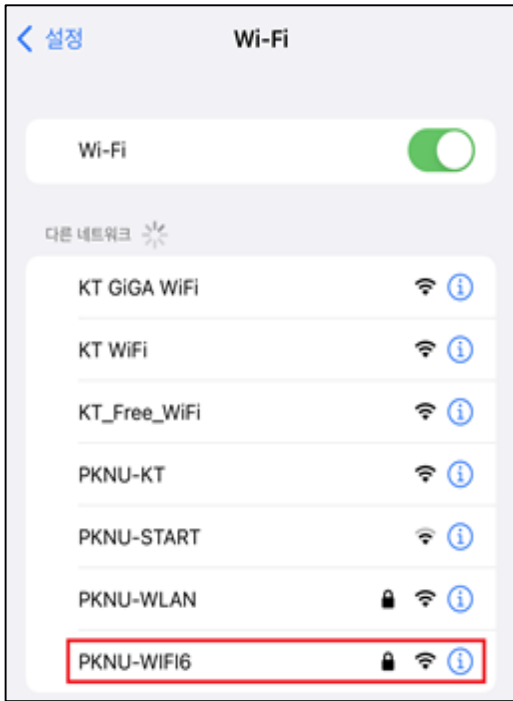 설정
Wi-Fi
Wi-Fi
다른 네트워크
KT GiGA WiFi
KT WiFi
KT_Free_WiFi
PKNU-KT
PKNU-START
PKNU-WLAN
PKNU-WIFI6